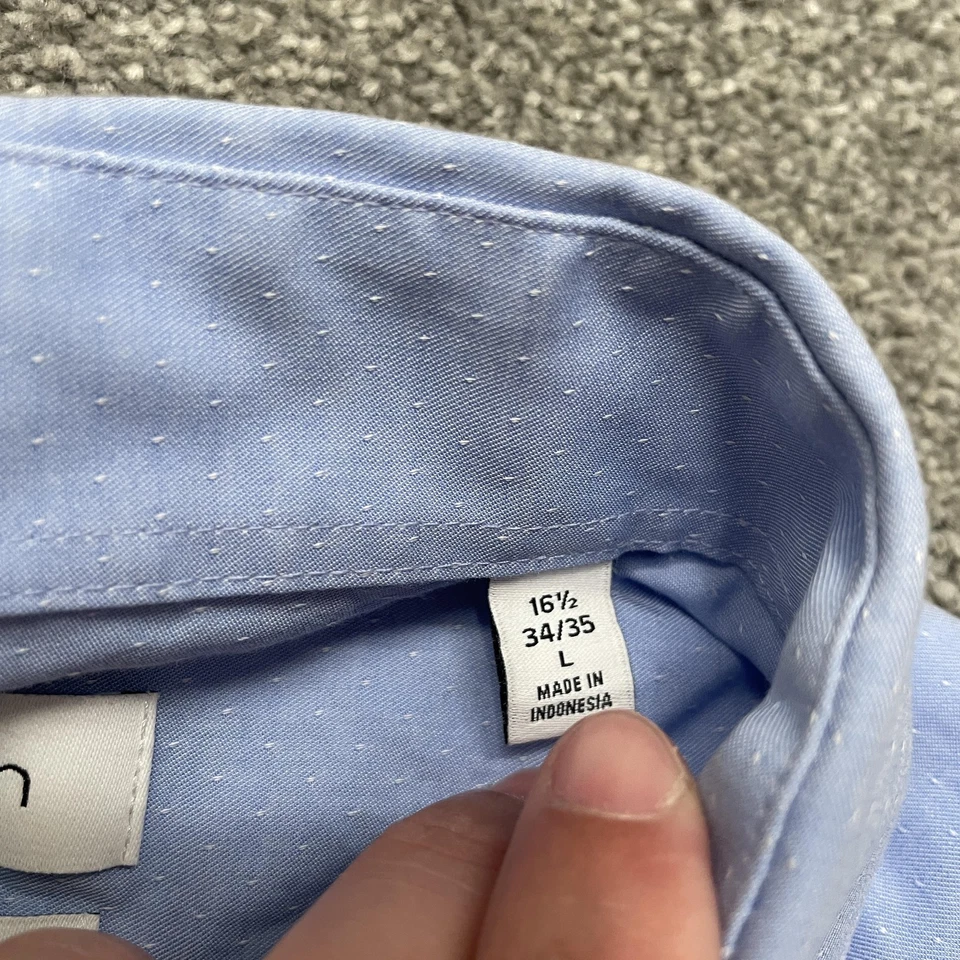 16½
34/35
L
MADE IN
INDONESIA
n